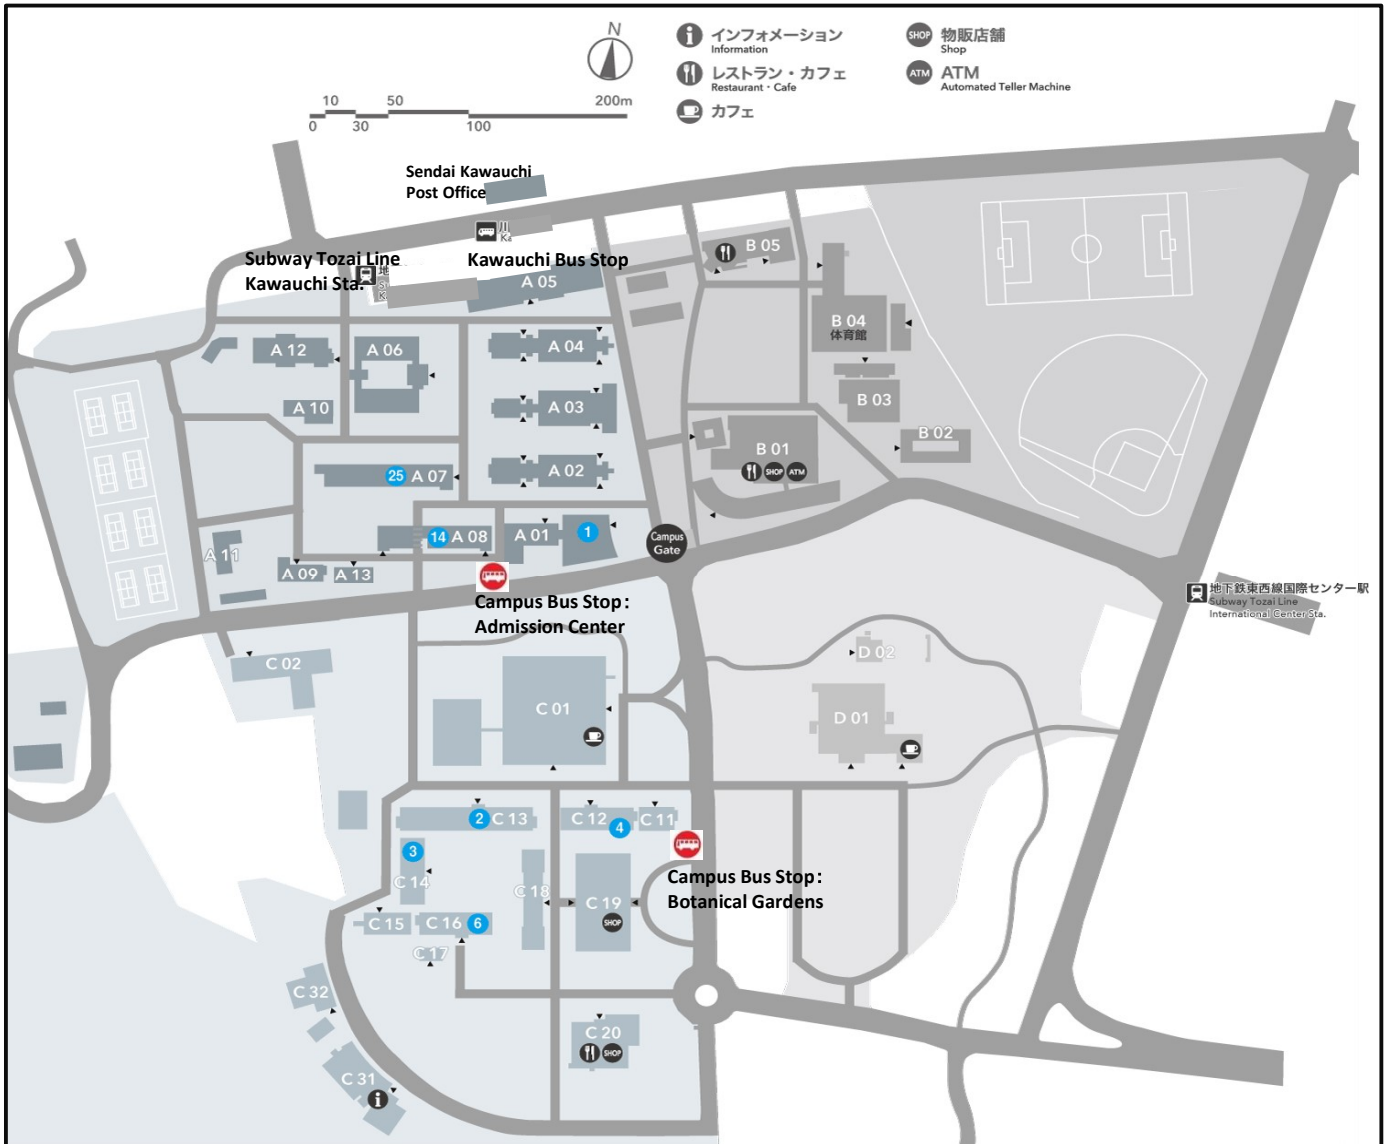 N
インフォメーション
Information
レストラン・カフェ
Restaurant・Cafe
カフェ
SHOP
物販店舗
Shop
ATM
ATM
Automated Teller Machine
10 50 200m
0 30 100
Sendai Kawauchi
Post Office
川
Kawauchi Bus Stop
Subway Tozai Line
Kawauchi Sta.
地
A 05
B 05
B 04
体育館
A 12
A 06
A 04
A 10
A 03
B 03
B 02
B 01
SHOP
ATM
25
A 07
A 02
14
A 08
A 01
1
Campus
Gate
A 11
A 09
A 13
Campus Bus Stop:
Admission Center
地下鉄東西線国際センター駅
Subway Tozai Line
International Center Sta.
C 02
D 02
C 01
D 01
2
C 13
C 12
4
C 11
3
C 14
Campus Bus Stop:
Botanical Gardens
C 18
C 19
SHOP
C 15
C 16
6
C 17
C 32
C 20
SHOP
C 31